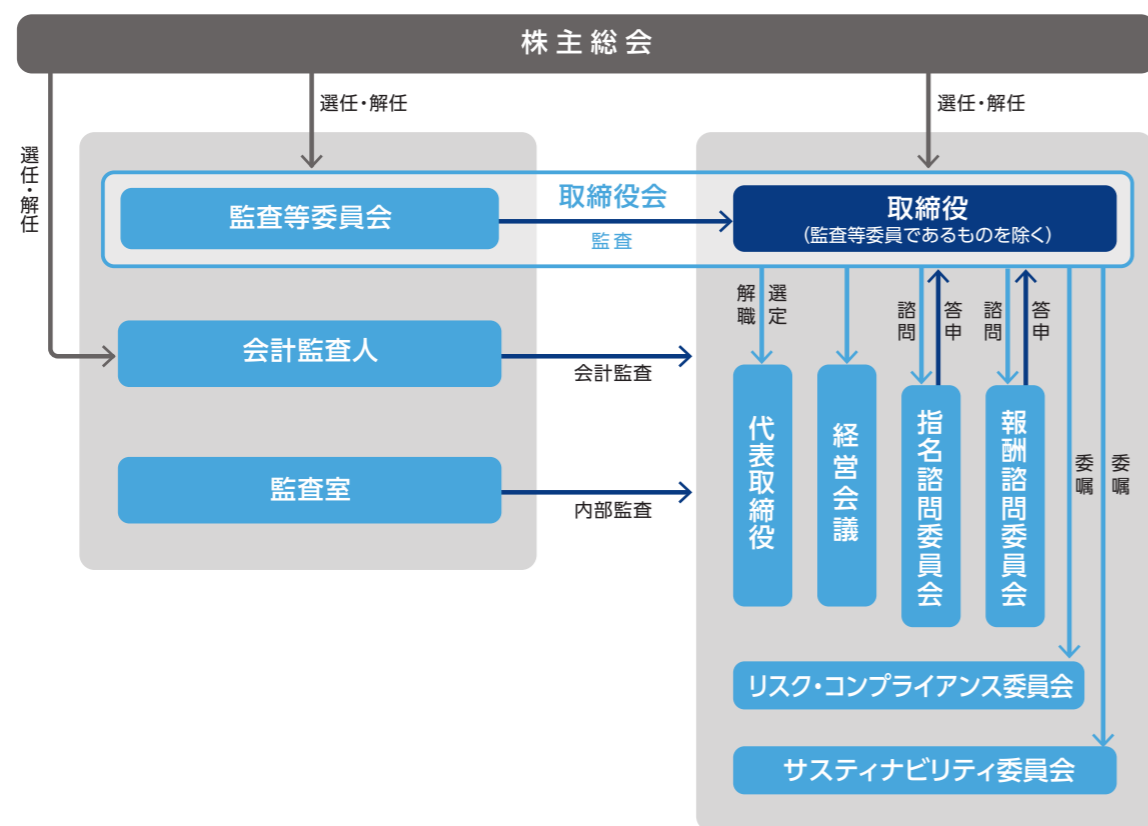 株主総会
選任・解任
選任・解任
選任・解任
取締役会
監査等委員会
監査
取締役
(監査等委員であるものを除く)
解職
選定
諮問
答申
諮問
答申
会計監査人
会計監査
監査室
内部監査
代表取締役
経営会議
指名諮問委員会
報酬諮問委員会
委嘱
委嘱
リスク・コンプライアンス委員会
サスティナビリティ委員会